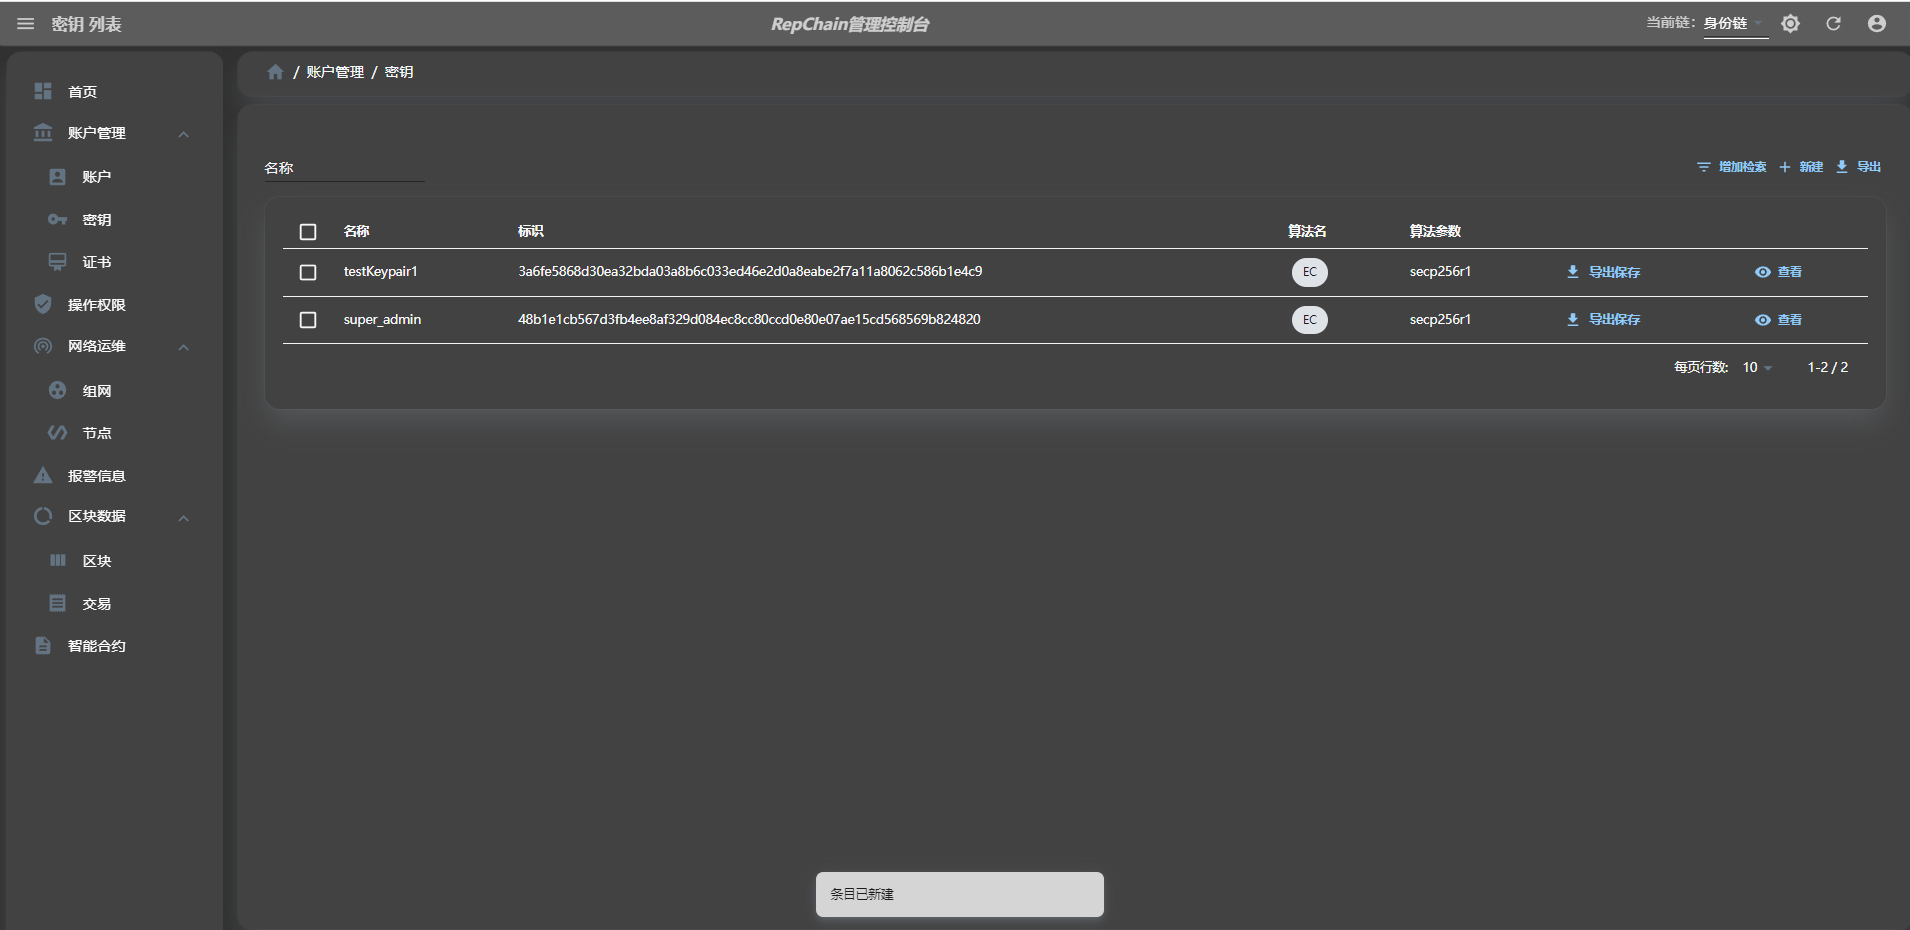 密钥 列表
RepChain管理控制台
当前链: 身份链
首页
账户管理
账户
密钥
证书
操作权限
网络运维
组网
节点
报警信息
区块数据
区块
交易
智能合约
/ 账户管理 / 密钥
名称
增加检索 新建 导出
名称 标识 算法名 算法参数
testKeypair1 3a6fe5868d30ea32bda03a8b6c033ed46e2d0a8eabe2f7a11a8062c586b1e4c9 EC secp256r1 导出保存 查看
super_admin 48b1e1cb567d3fb4ee8af329d084ec8cc80ccd0e80e07ae15cd568569b824820 EC secp256r1 导出保存 查看
每页行数: 10 1-2 / 2
条目已新建